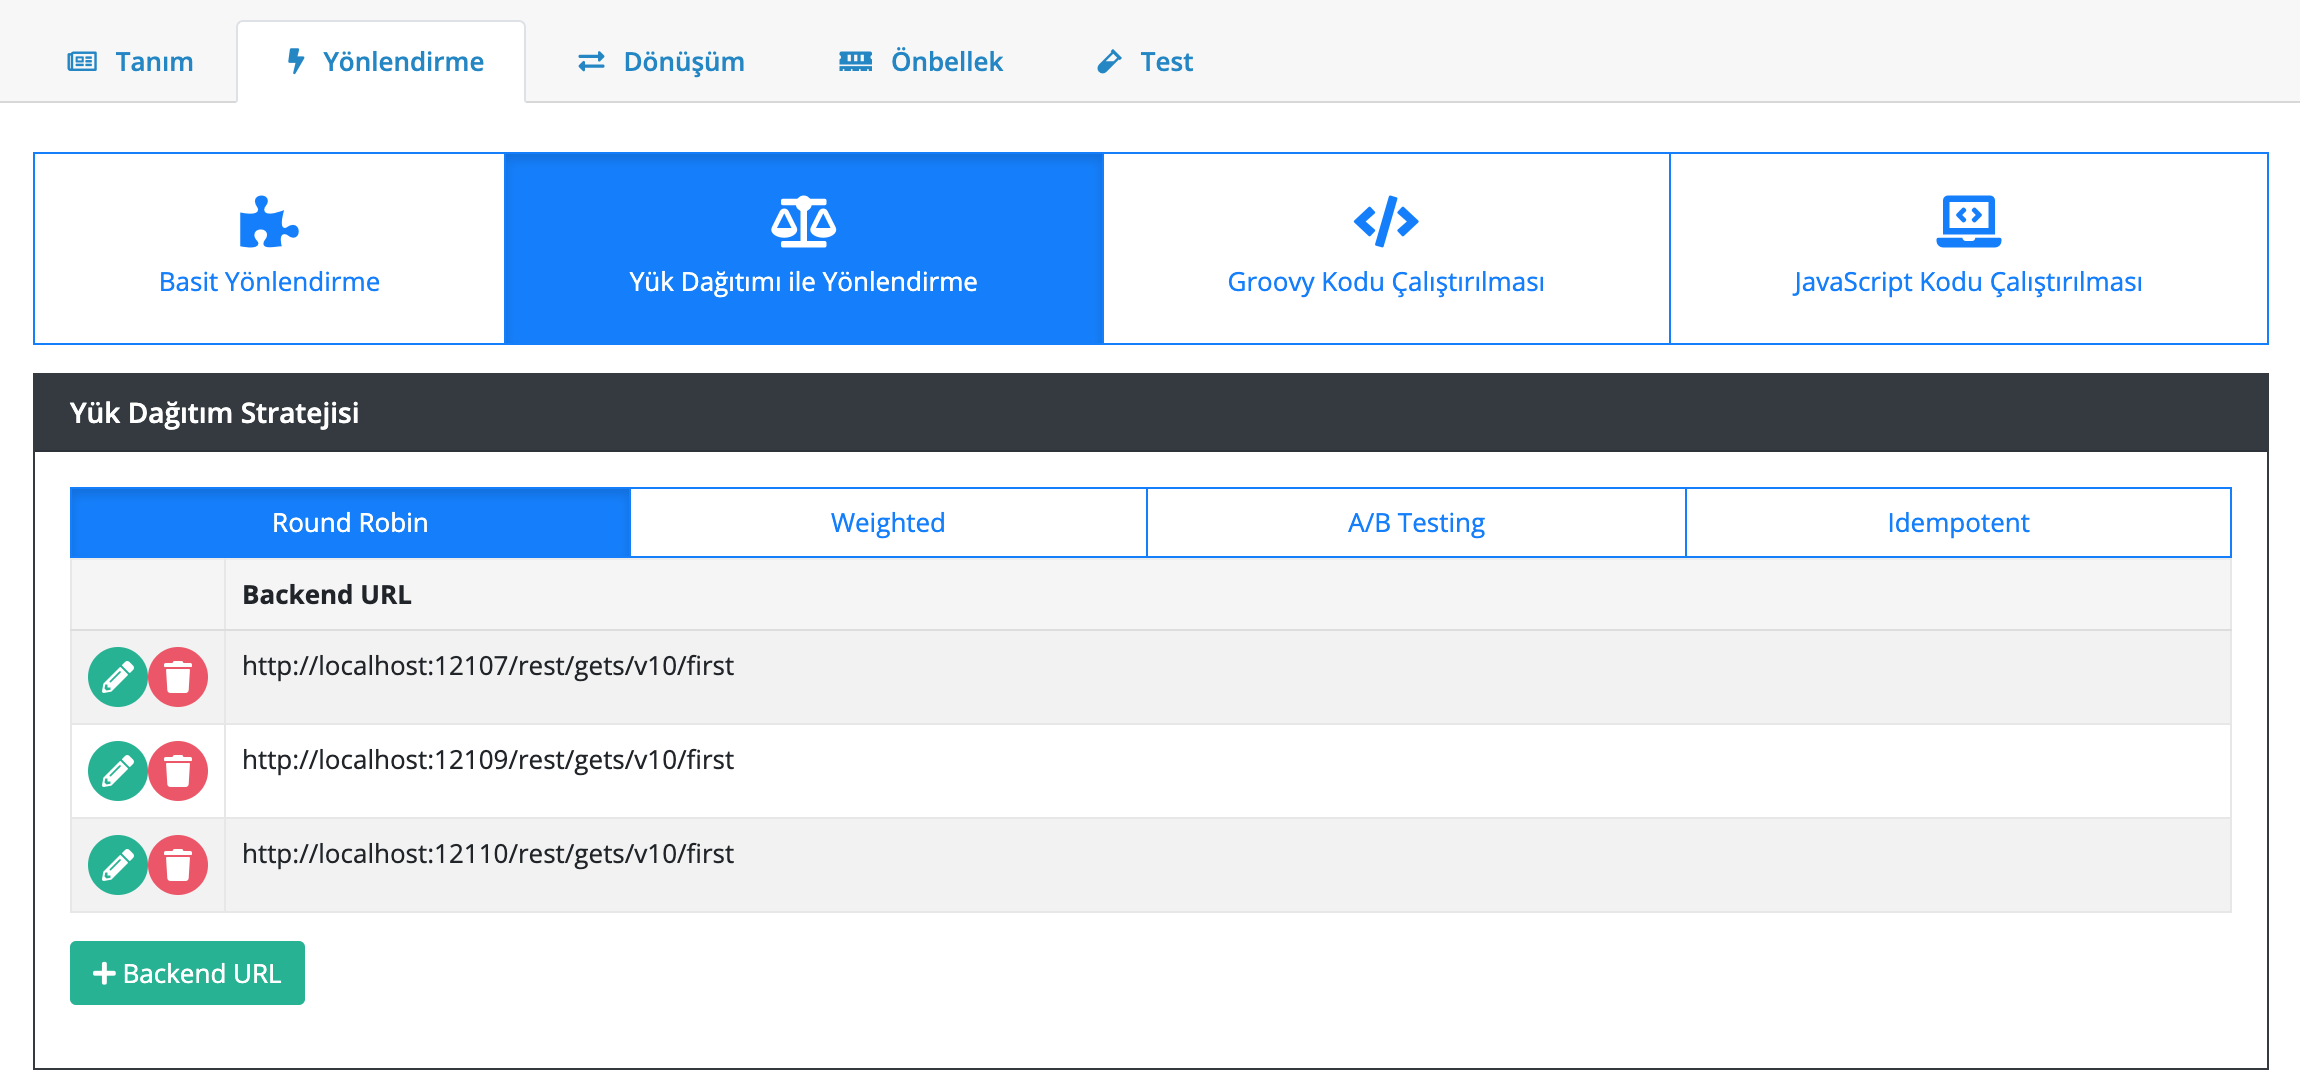 Tanım Yönlendirme Dönüşüm Önbellek Test
Basit Yönlendirme Yük Dağıtımı ile Yönlendirme Groovy Kodu Çalıştırılması JavaScript Kodu Çalıştırılması
Yük Dağıtım Stratejisi
Round Robin Weighted A/B Testing Idempotent
Backend URL
http://localhost:12107/rest/gets/v10/first
http://localhost:12109/rest/gets/v10/first
http://localhost:12110/rest/gets/v10/first
+ Backend URL